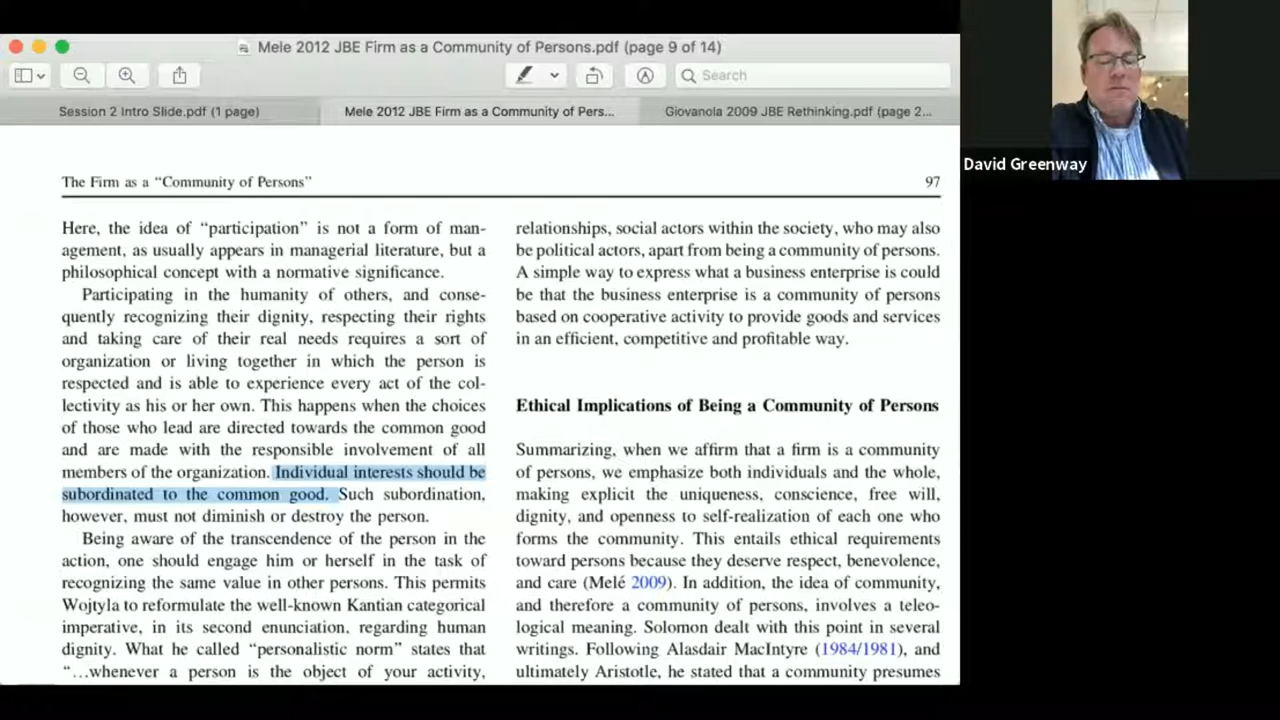 Mele 2012 JBE Firm as a Community of Persons.pdf (page 9 of 14)
Search
Session 2 Intro Slide.pdf (1 page)
Mele 2012 JBE Firm as a Community of Pers...
Giovanola 2009 JBE Rethinking.pdf (page 2...
David Greenway
The Firm as a “Community of Persons”
97
Here, the idea of “participation” is not a form of man-
agement, as usually appears in managerial literature, but a
philosophical concept with a normative significance.
Participating in the humanity of others, and conse-
quently recognizing their dignity, respecting their rights
and taking care of their real needs requires a sort of
organization or living together in which the person is
respected and is able to experience every act of the col-
lectivity as his or her own. This happens when the choices
of those who lead are directed towards the common good
and are made with the responsible involvement of all
members of the organization. Individual interests should be
subordinated to the common good. Such subordination,
however, must not diminish or destroy the person.
Being aware of the transcendence of the person in the
action, one should engage him or herself in the task of
recognizing the same value in other persons. This permits
Wojtyla to reformulate the well-known Kantian categorical
imperative, in its second enunciation, regarding human
dignity. What he called “personalistic norm” states that
“…whenever a person is the object of your activity,
relationships, social actors within the society, who may also
be political actors, apart from being a community of persons.
A simple way to express what a business enterprise is could
be that the business enterprise is a community of persons
based on cooperative activity to provide goods and services
in an efficient, competitive and profitable way.
Ethical Implications of Being a Community of Persons
Summarizing, when we affirm that a firm is a community
of persons, we emphasize both individuals and the whole,
making explicit the uniqueness, conscience, free will,
dignity, and openness to self-realization of each one who
forms the community. This entails ethical requirements
toward persons because they deserve respect, benevolence,
and care (Melé 2009). In addition, the idea of community,
and therefore a community of persons, involves a teleo-
logical meaning. Solomon dealt with this point in several
writings. Following Alasdair MacIntyre (1984/1981), and
ultimately Aristotle, he stated that a community presumes